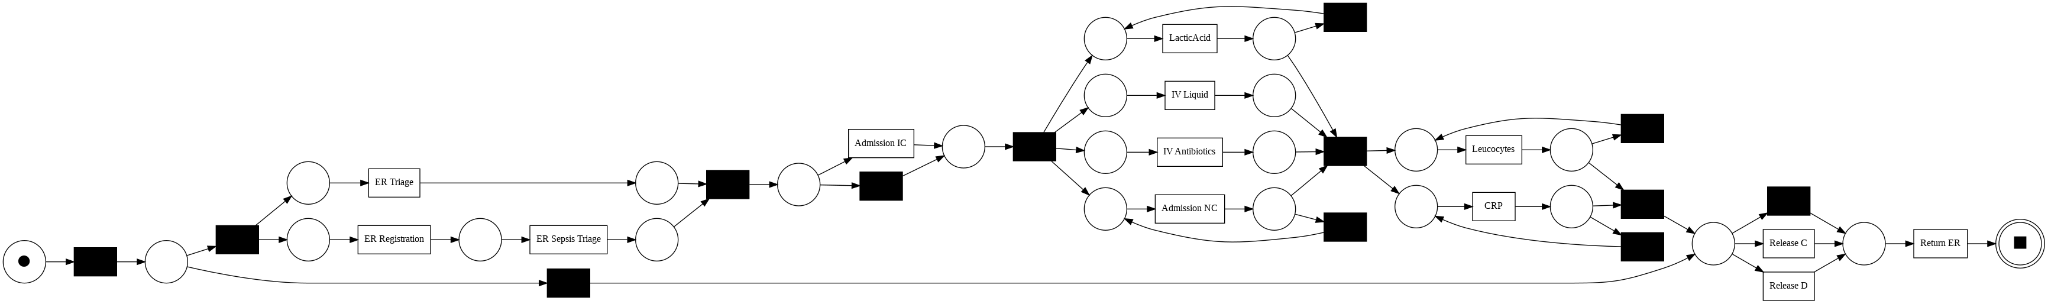 LacticAcid
IV Liquid
Admission IC
IV Antibiotics
Leucocytes
ER Triage
Admission NC
CRP
ER Registration
ER Sepsis Triage
Release C
Return ER
Release D